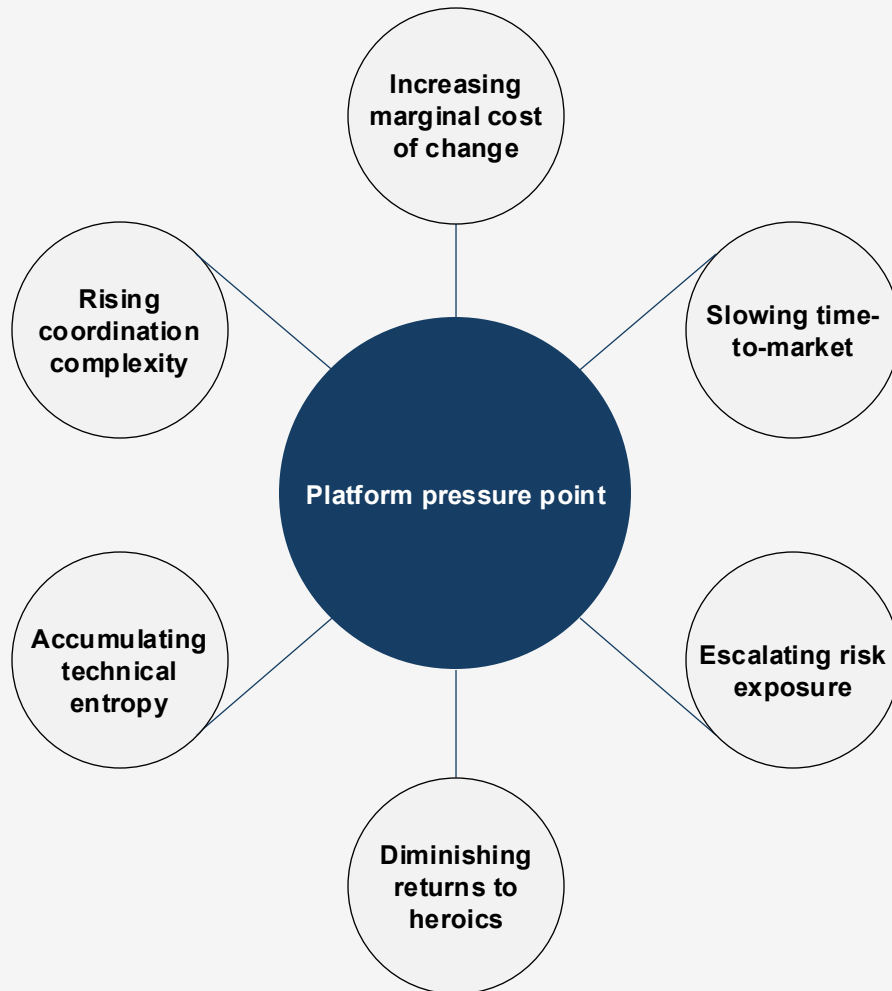 Increasing
marginal cost
of change
Rising
coordination
complexity
Slowing time-
to-market
Platform pressure point
Accumulating
technical
entropy
Escalating risk
exposure
Diminishing
returns to
heroics